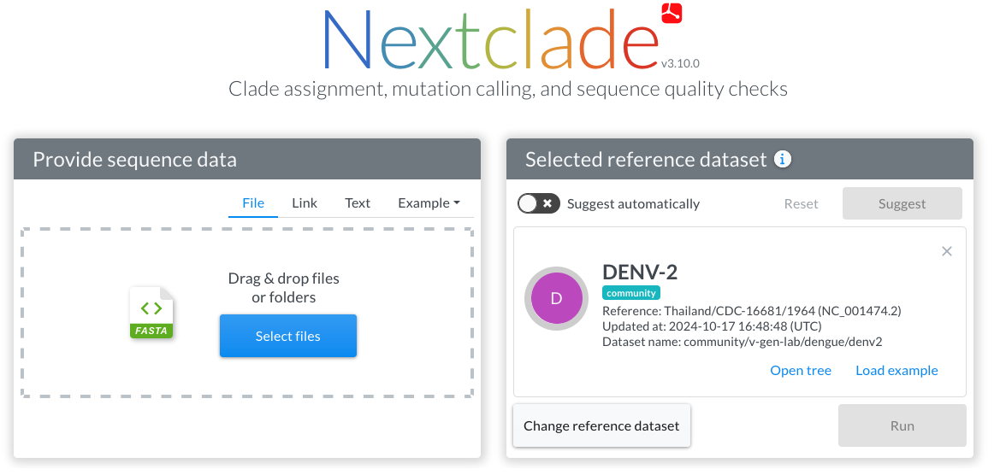 Nextclade
v3.10.0
Clade assignment, mutation calling, and sequence quality checks
Provide sequence data
File Link Text Example
FASTA
Drag & drop files
or folders
Select files
Selected reference dataset
Suggest automatically Reset Suggest
D
DENV-2
community
Reference: Thailand/CDC-16681/1964 (NC_001474.2)
Updated at: 2024-10-17 16:48:48 (UTC)
Dataset name: community/v-gen-lab/dengue/denv2
Open tree Load example
Change reference dataset Run